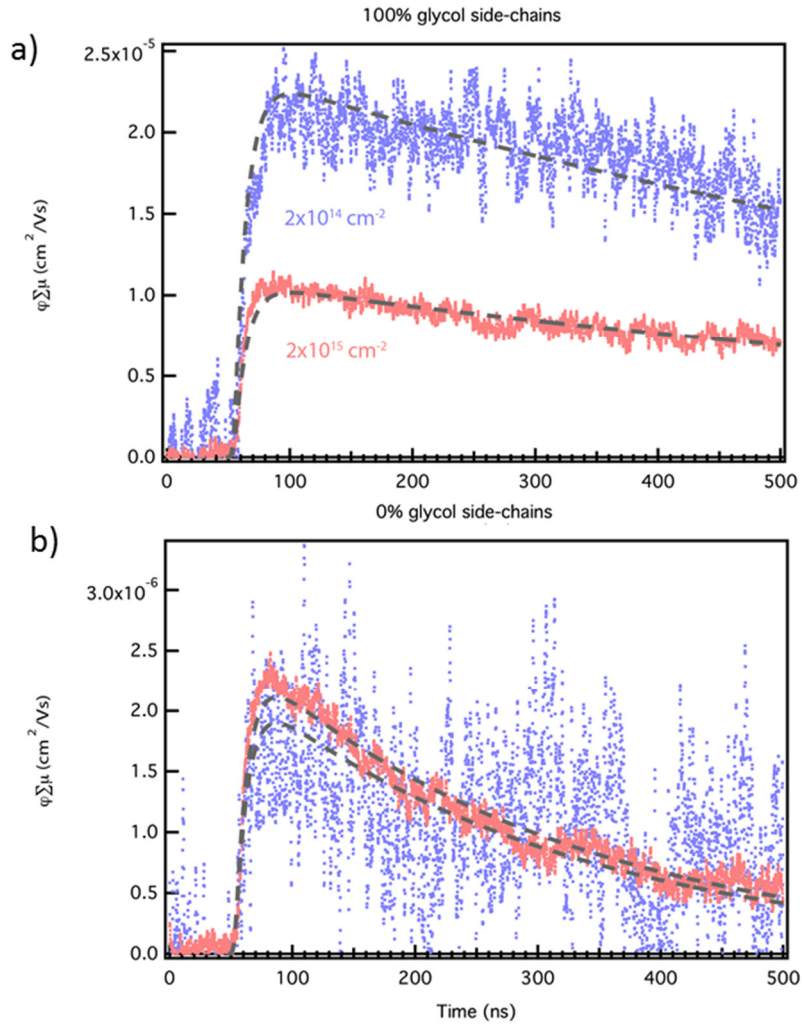 100% glycol side-chains
a)
2.5x10⁻⁵
2.0
1.5
1.0
0.5
0.0
φ∑μ (cm²/Vs)
2x10¹⁴ cm⁻²
2x10¹⁵ cm⁻²
0 100 200 300 400 500
0% glycol side-chains
b)
3.0x10⁻⁶
2.5
2.0
1.5
1.0
0.5
0.0
φ∑μ (cm²/Vs)
0 100 200 300 400 500
Time (ns)